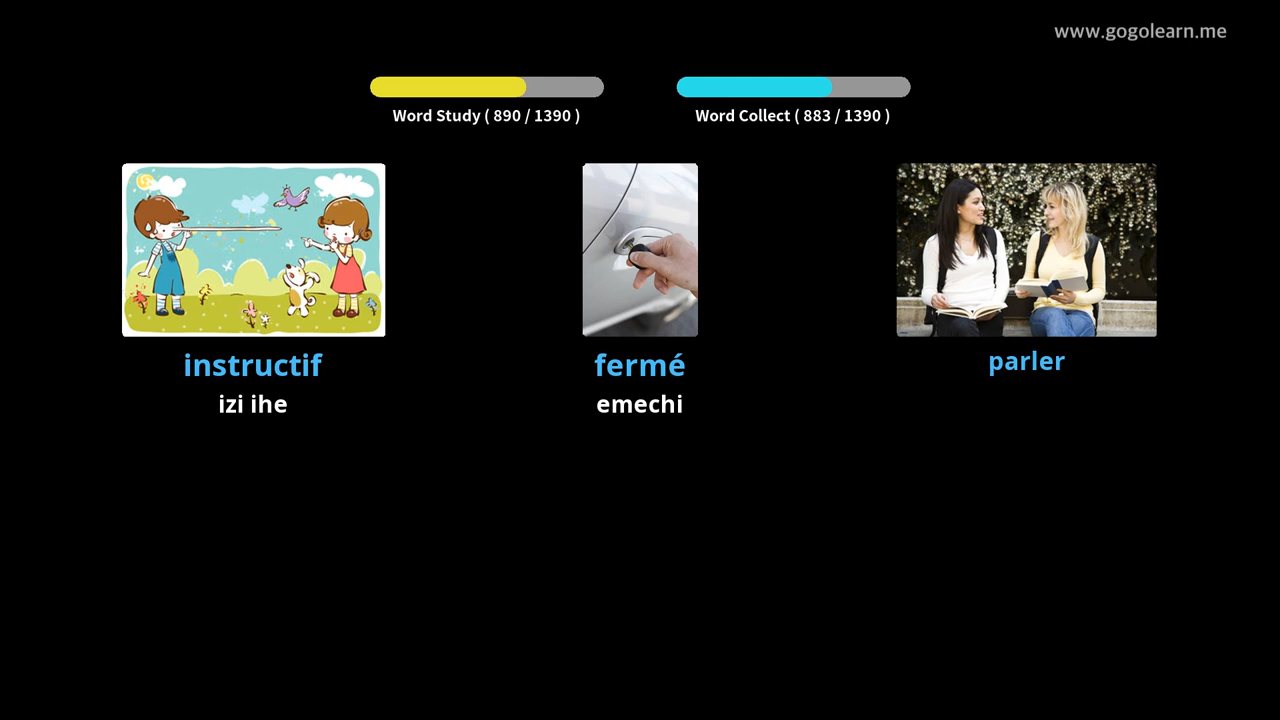 www.gogolearn.me
Word Study ( 890 / 1390 )
Word Collect ( 883 / 1390 )
instructif
izi ihe
fermé
emechi
parler